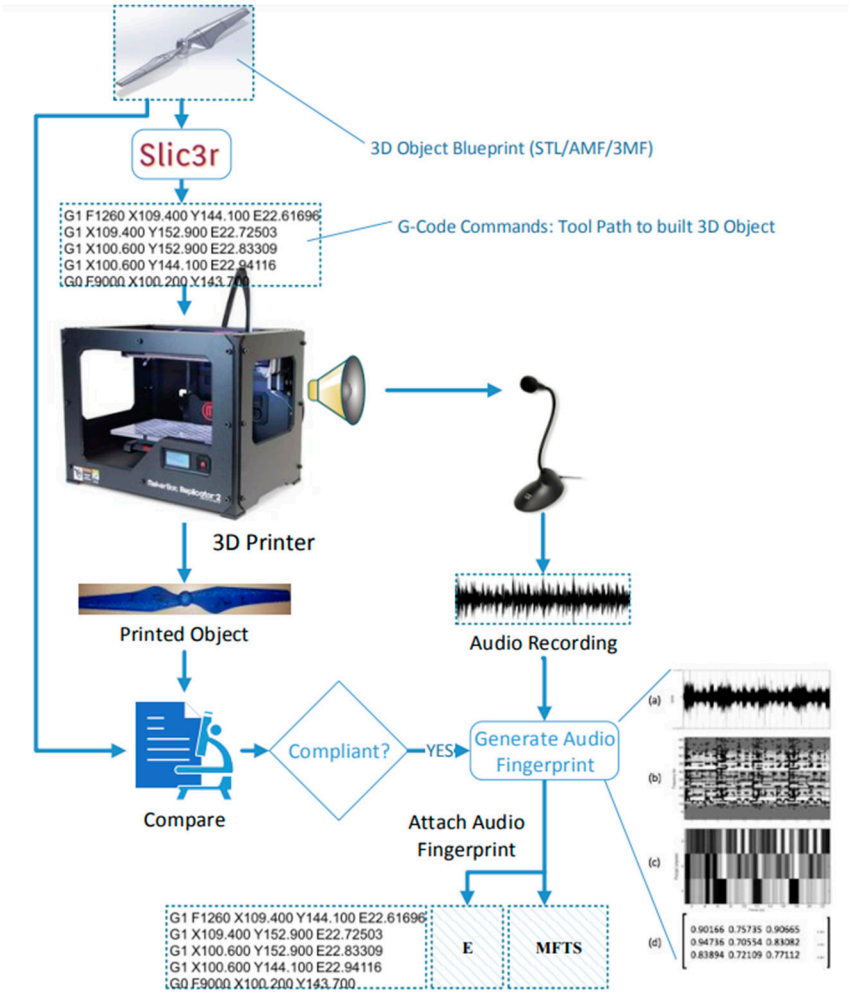 3D Object Blueprint (STL/AMF/3MF)
Slic3r
G1 F1260 X109.400 Y144.100 E22.61696
G1 X109.400 Y152.900 E22.72503
G1 X100.600 Y152.900 E22.83309
G1 X100.600 Y144.100 E22.94116
G0 F9000 X100.200 Y143.700
G-Code Commands: Tool Path to built 3D Object
MakerBot Replicator 2
3D Printer
Printed Object
Audio Recording
Compare
Compliant?
YES
Generate Audio
Fingerprint
Attach Audio
Fingerprint
(a)
(b)
(c)
(d)
0.90166 0.75735 0.90665 ...
0.94736 0.70554 0.83082 ...
0.83894 0.72109 0.77112 ...
G1 F1260 X109.400 Y144.100 E22.61696
G1 X109.400 Y152.900 E22.72503
G1 X100.600 Y152.900 E22.83309
G1 X100.600 Y144.100 E22.94116
G0 F9000 X100.200 Y143.700
E
MFTS